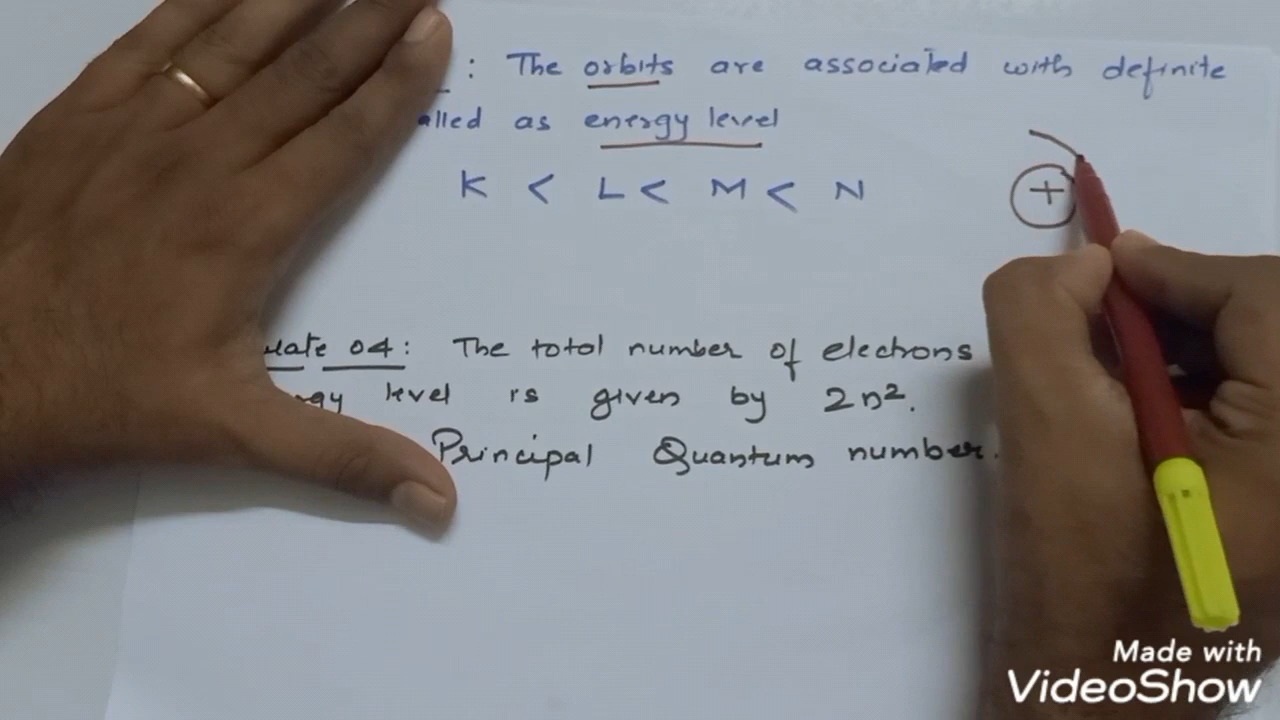 : The orbits are associated with definite
alled as energy level
K < L < M < N
+
ulate 04: The total number of electrons
gy level is given by 2n².
Principal Quantum number.
Made with
VideoShow